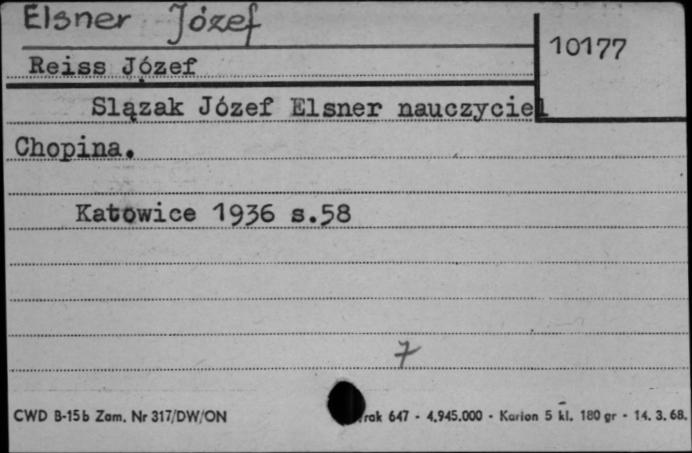 Elsner Józef
10177
Reiss Józef
Slązak Józef Elsner nauczyciel
Chopina.
Katowice 1936 s.58
7
CWD B-15b Zam. Nr 317/DW/ON rak 647 - 4.945.000 - Karton 5 kl. 180 gr - 14. 3. 68.